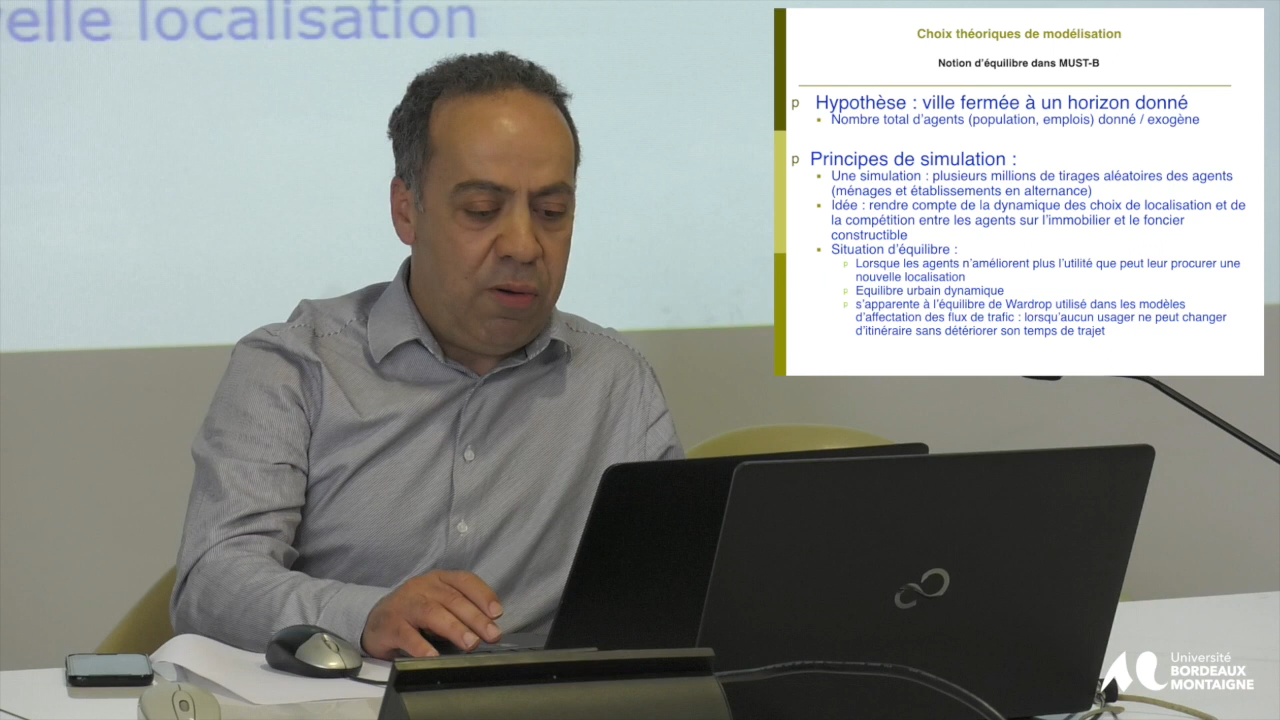 elle localisation
Choix théoriques de modélisation
Notion d'équilibre dans MUST-B
p Hypothèse : ville fermée à un horizon donné
• Nombre total d'agents (population, emplois) donné / exogène
p Principes de simulation :
• Une simulation : plusieurs millions de tirages aléatoires des agents
(ménages et établissements en alternance)
• Idée : rendre compte de la dynamique des choix de localisation et de
la compétition entre les agents sur l'immobilier et le foncier
constructible
• Situation d'équilibre :
p Lorsque les agents n'améliorent plus l'utilité que peut leur procurer une
nouvelle localisation
p Equilibre urbain dynamique
p s'apparente à l'équilibre de Wardrop utilisé dans les modèles
d'affectation des flux de trafic : lorsqu'aucun usager ne peut changer
d'itinéraire sans détériorer son temps de trajet
Université
BORDEAUX
MONTAIGNE